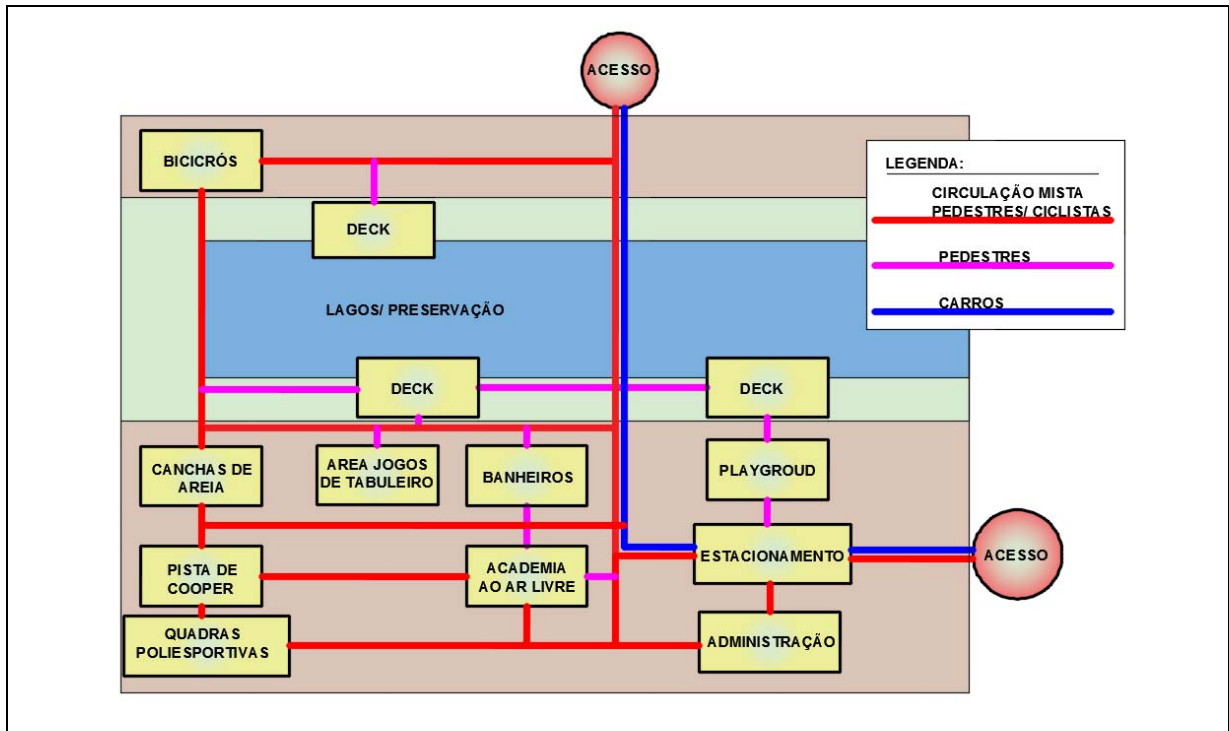 ACESSO
BICICRÓS
LEGENDA:
CIRCULAÇÃO MISTA
PEDESTRES/ CICLISTAS
PEDESTRES
CARROS
DECK
LAGOS/ PRESERVAÇÃO
DECK
DECK
CANCHAS DE
AREIA
AREA JOGOS
DE TABULEIRO
BANHEIROS
PLAYGROUD
PISTA DE
COOPER
ACADEMIA
AO AR LIVRE
ESTACIONAMENTO
ACESSO
QUADRAS
POLIESPORTIVAS
ADMINISTRAÇÃO